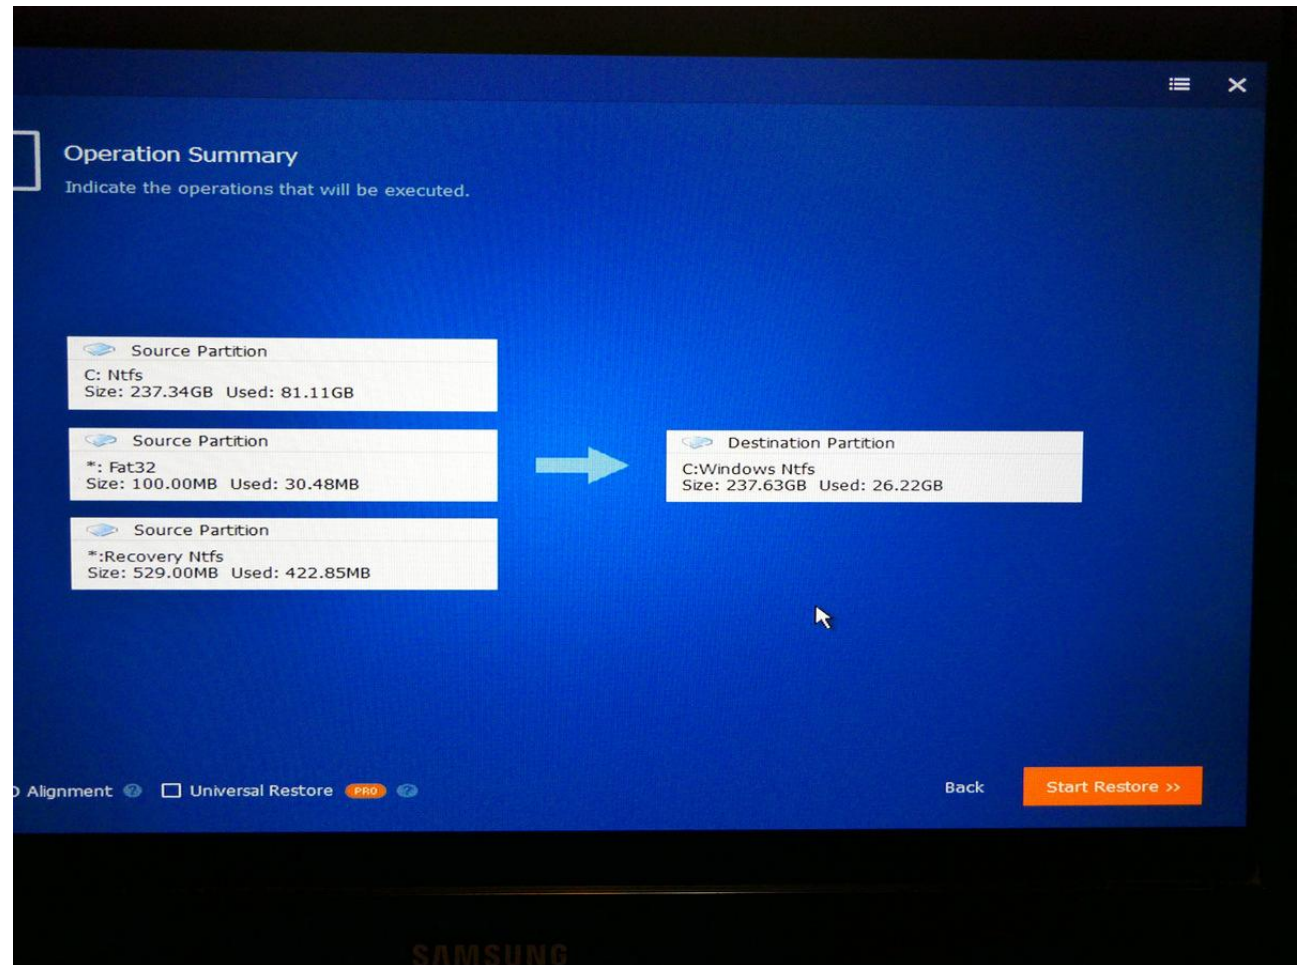 Operation Summary
Indicate the operations that will be executed.
Source Partition
C: Ntfs
Size: 237.34GB Used: 81.11GB
Source Partition
*: Fat32
Size: 100.00MB Used: 30.48MB
Source Partition
*:Recovery Ntfs
Size: 529.00MB Used: 422.85MB
Destination Partition
C:Windows Ntfs
Size: 237.63GB Used: 26.22GB
Alignment ? Universal Restore PRO ?
Back
Start Restore >>
SAMSUNG